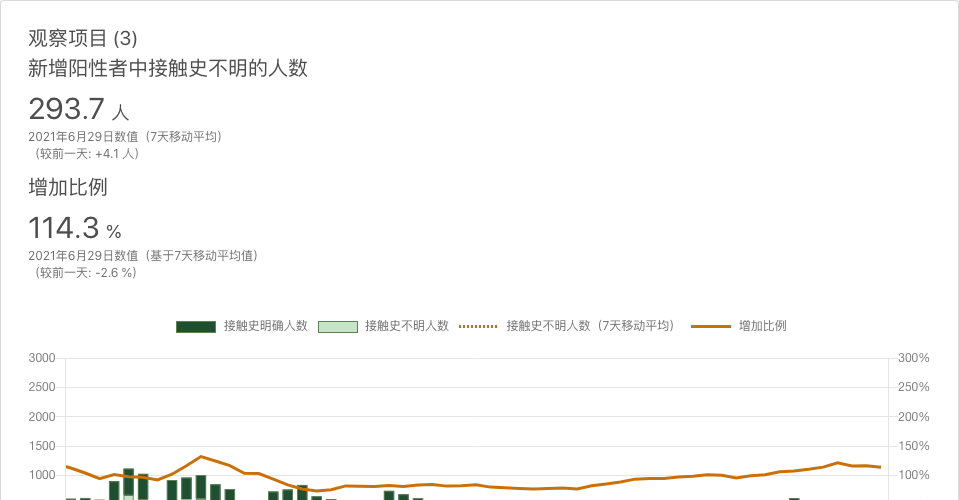 观察项目 (3)
新增阳性者中接触史不明的人数
293.7 人
2021年6月29日数值（7天移动平均）
（较前一天: +4.1 人）
增加比例
114.3 %
2021年6月29日数值（基于7天移动平均值）
（较前一天: -2.6 %）
接触史明确人数 接触史不明人数 接触史不明人数（7天移动平均） 增加比例
3000 300%
2500 250%
2000 200%
1500 150%
1000 100%